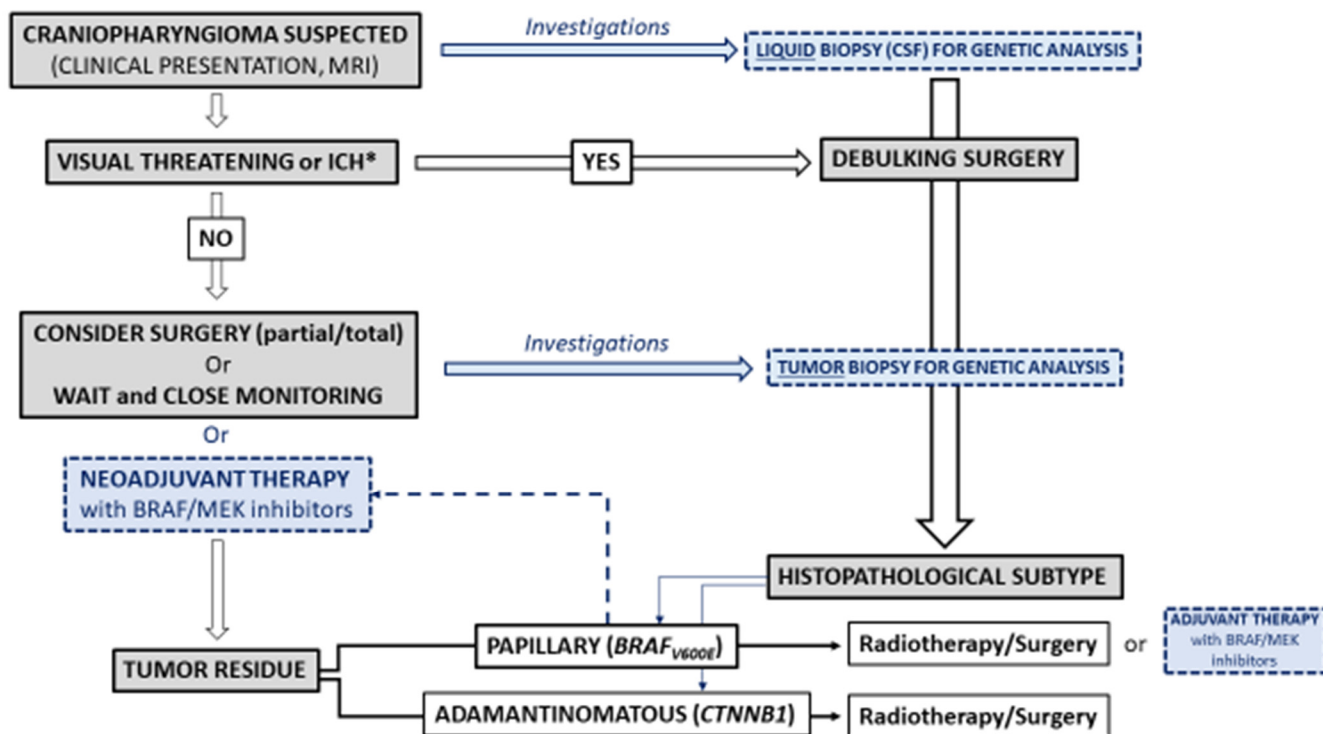 CRANIOPHARYNGIOMA SUSPECTED
(CLINICAL PRESENTATION, MRI)
Investigations
LIQUID BIOPSY (CSF) FOR GENETIC ANALYSIS
VISUAL THREATENING or ICH*
YES
DEBULKING SURGERY
NO
CONSIDER SURGERY (partial/total)
Or
WAIT and CLOSE MONITORING
Investigations
TUMOR BIOPSY FOR GENETIC ANALYSIS
Or
NEOADJUVANT THERAPY
with BRAF/MEK inhibitors
HISTOPATHOLOGICAL SUBTYPE
TUMOR RESIDUE
PAPILLARY (BRAFV600E)
Radiotherapy/Surgery
or
ADJUVANT THERAPY
with BRAF/MEK
inhibitors
ADAMANTINOMATOUS (CTNNB1)
Radiotherapy/Surgery